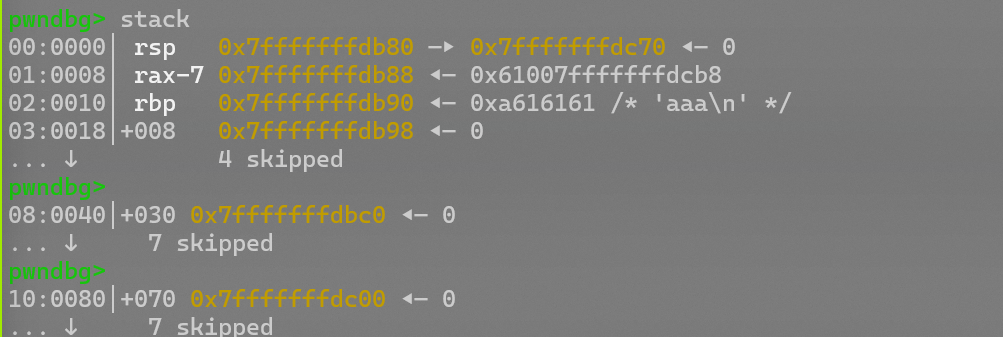 pwndbg> stack
00:0000│ rsp   0x7fffffffdb80 —▸ 0x7fffffffdc70 ◂— 0
01:0008│ rax-7 0x7fffffffdb88 ◂— 0x61007fffffffdcb8
02:0010│ rbp   0x7fffffffdb90 ◂— 0xa616161 /* 'aaa\n' */
03:0018│+008   0x7fffffffdb98 ◂— 0
... ↓          4 skipped
pwndbg>
08:0040│+030 0x7fffffffdbc0 ◂— 0
... ↓     7 skipped
pwndbg>
10:0080│+070 0x7fffffffdc00 ◂— 0
... ↓     7 skipped